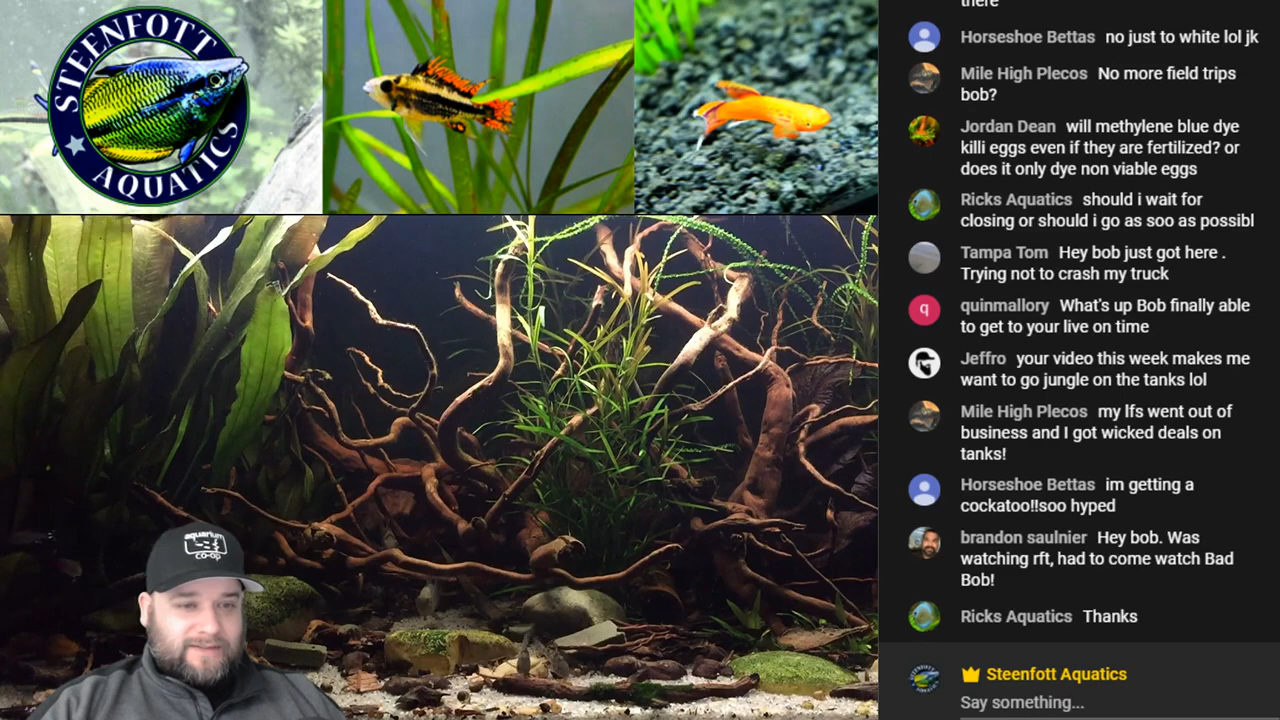 STEENFOTT
AQUATICS
aquarium
co-op
there
Horseshoe Bettas no just to white lol jk
Mile High Plecos No more field trips
bob?
Jordan Dean will methylene blue dye
killi eggs even if they are fertilized? or
does it only dye non viable eggs
Ricks Aquatics should i wait for
closing or should i go as soo as possibl
Tampa Tom Hey bob just got here .
Trying not to crash my truck
q
quinmallory What's up Bob finally able
to get to your live on time
Jeffro your video this week makes me
want to go jungle on the tanks lol
Mile High Plecos my lfs went out of
business and I got wicked deals on
tanks!
Horseshoe Bettas im getting a
cockatoo!!soo hyped
brandon saulnier Hey bob. Was
watching rft, had to come watch Bad
Bob!
Ricks Aquatics Thanks
Steenfott Aquatics
Say something...